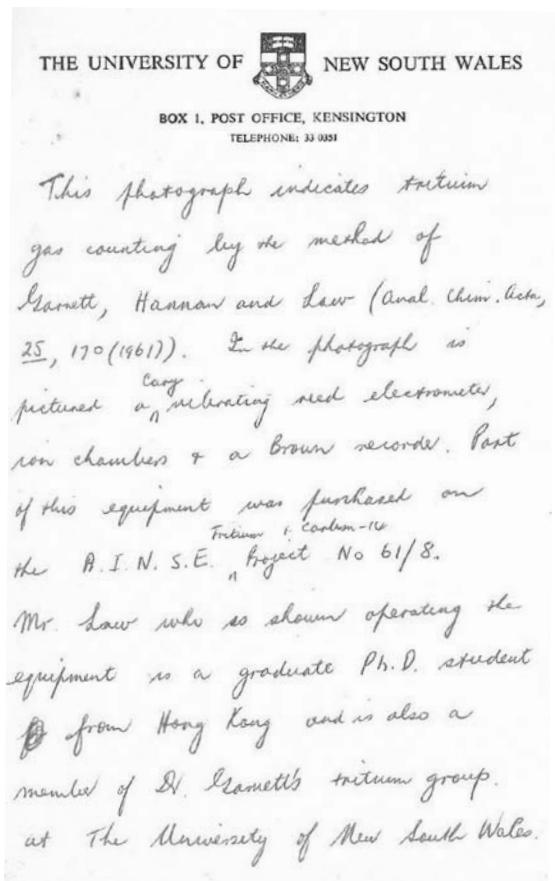 THE UNIVERSITY OF NEW SOUTH WALES
BOX 1, POST OFFICE, KENSINGTON
TELEPHONE: 33 0351
This photograph indicates tritium
gas counting by the method of
Garnett, Hannan and Law (Anal. Chim. Acta,
25, 170 (1961)). In the photograph is
pictured a Cary vibrating reed electrometer,
ion chambers & a Brown recorder. Part
of this equipment was purchased on
the A.I.N.S.E. Tritium & Carbon-14 Project No 61/8.
Mr. Law who is shown operating the
equipment is a graduate Ph.D. student
from Hong Kong and is also a
member of Dr. Garnett's tritium group.
at The University of New South Wales.